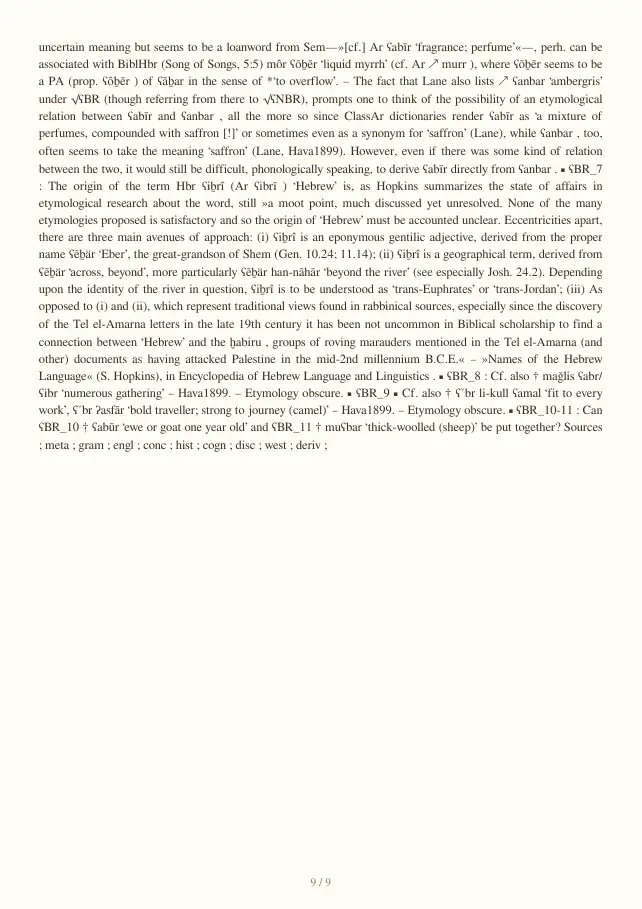 uncertain meaning but seems to be a loanword from Sem—»[cf.] Ar ʕabīr ‘fragrance; perfume’«—, perh. can be
associated with BiblHbr (Song of Songs, 5:5) môr ʕōḇēr ‘liquid myrrh’ (cf. Ar ↗ murr ), where ʕōḇēr seems to be
a PA (prop. ʕôḇēr ) of ʕāḇar in the sense of *‘to overflow’. – The fact that Lane also lists ↗ ʕanbar ‘ambergris’
under √ʕBR (though referring from there to √ʕNBR), prompts one to think of the possibility of an etymological
relation between ʕabīr and ʕanbar , all the more so since ClassAr dictionaries render ʕabīr as ‘a mixture of
perfumes, compounded with saffron [!]’ or sometimes even as a synonym for ‘saffron’ (Lane), while ʕanbar , too,
often seems to take the meaning ‘saffron’ (Lane, Hava1899). However, even if there was some kind of relation
between the two, it would still be difficult, phonologically speaking, to derive ʕabīr directly from ʕanbar . ▪ ʕBR_7
: The origin of the term Hbr ʕiḇrî (Ar ʕibrī ) ‘Hebrew’ is, as Hopkins summarizes the state of affairs in
etymological research about the word, still »a moot point, much discussed yet unresolved. None of the many
etymologies proposed is satisfactory and so the origin of ‘Hebrew’ must be accounted unclear. Eccentricities apart,
there are three main avenues of approach: (i) ʕiḇrî is an eponymous gentilic adjective, derived from the proper
name ʕēḇär ‘Eber’, the great-grandson of Shem (Gen. 10.24; 11.14); (ii) ʕiḇrî is a geographical term, derived from
ʕēḇär ‘across, beyond’, more particularly ʕēḇär han-nāhār ‘beyond the river’ (see especially Josh. 24.2). Depending
upon the identity of the river in question, ʕiḇrî is to be understood as ‘trans-Euphrates’ or ‘trans-Jordan’; (iii) As
opposed to (i) and (ii), which represent traditional views found in rabbinical sources, especially since the discovery
of the Tel el-Amarna letters in the late 19th century it has been not uncommon in Biblical scholarship to find a
connection between ‘Hebrew’ and the ḫabiru , groups of roving marauders mentioned in the Tel el-Amarna (and
other) documents as having attacked Palestine in the mid-2nd millennium B.C.E.« – »Names of the Hebrew
Language« (S. Hopkins), in Encyclopedia of Hebrew Language and Linguistics . ▪ ʕBR_8 : Cf. also † maǧlis ʕabr/
ʕibr ‘numerous gathering’ – Hava1899. – Etymology obscure. ▪ ʕBR_9 ▪ Cf. also † ʕˇbr li-kull ʕamal ‘fit to every
work’, ʕˇbr ʔasfār ‘bold traveller; strong to journey (camel)’ – Hava1899. – Etymology obscure. ▪ ʕBR_10-11 : Can
ʕBR_10 † ʕabūr ‘ewe or goat one year old’ and ʕBR_11 † muʕbar ‘thick-woolled (sheep)’ be put together? Sources
; meta ; gram ; engl ; conc ; hist ; cogn ; disc ; west ; deriv ;
9 / 9